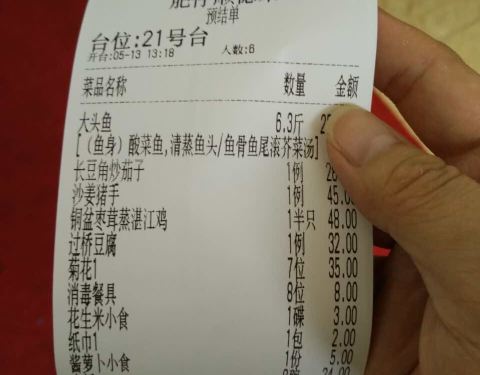 预结单
台位:21号台
开台:05-13 13:18 人数:6
菜品名称 数量 金额
大头鱼 6.3斤
[（鱼身）酸菜鱼,清蒸鱼头/鱼骨鱼尾滚芥菜汤]
长豆角炒茄子 1例
沙姜猪手 1例 45.00
铜盆枣茸蒸湛江鸡 1半只 48.00
过桥豆腐 1例 32.00
菊花1 7位 35.00
消毒餐具 8位 8.00
花生米小食 1碟 3.00
纸巾1 1包 2.00
酱萝卜小食 1份 5.00
24.00